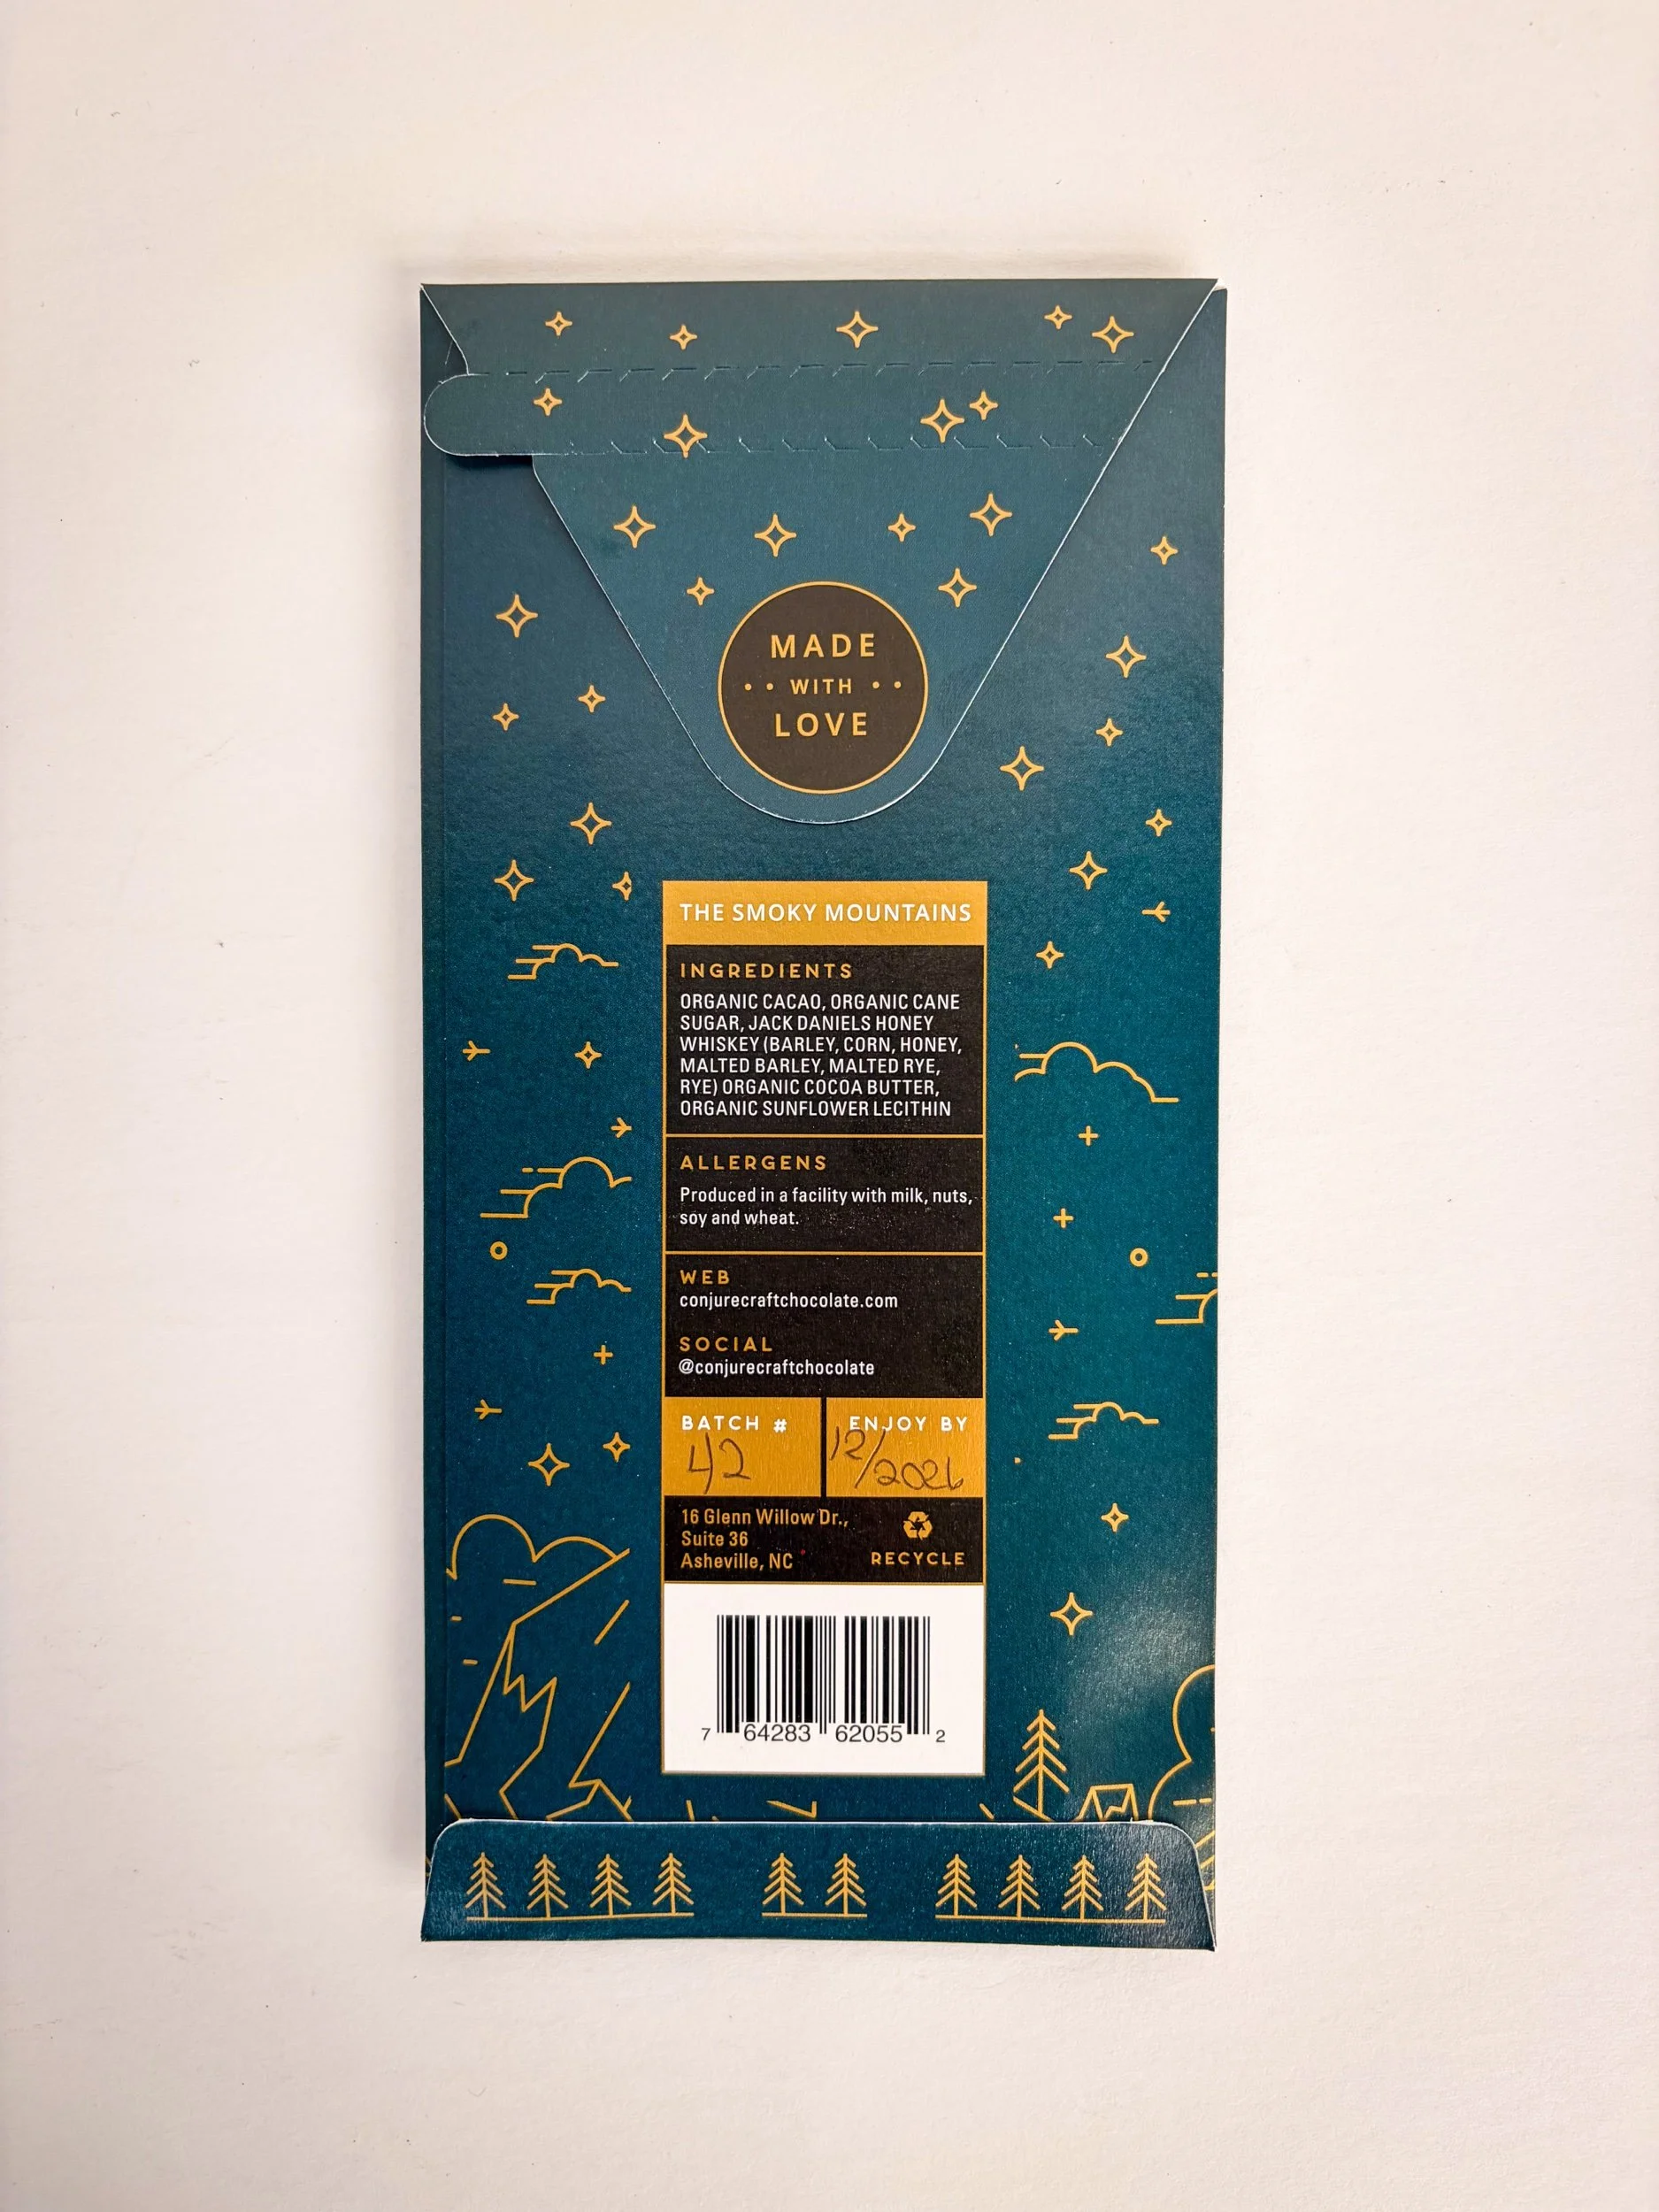 MADE
•• WITH ••
LOVE
THE SMOKY MOUNTAINS
INGREDIENTS
ORGANIC CACAO, ORGANIC CANE
SUGAR, JACK DANIELS HONEY
WHISKEY (BARLEY, CORN, HONEY,
MALTED BARLEY, MALTED RYE,
RYE) ORGANIC COCOA BUTTER,
ORGANIC SUNFLOWER LECITHIN
ALLERGENS
Produced in a facility with milk, nuts,
soy and wheat.
WEB
conjurecraftchocolate.com
SOCIAL
@conjurecraftchocolate
BATCH #
42
ENJOY BY
12/2026
16 Glenn Willow Dr.,
Suite 36
Asheville, NC
RECYCLE
7 64283 62055 2